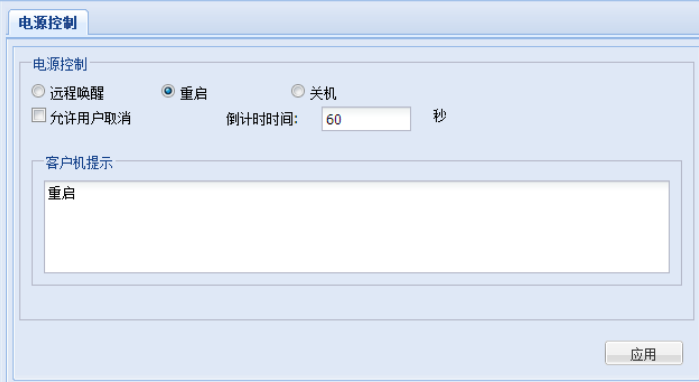 电源控制
电源控制
远程唤醒 重启 关机
允许用户取消 倒计时时间: 60 秒
客户机提示
重启
应用